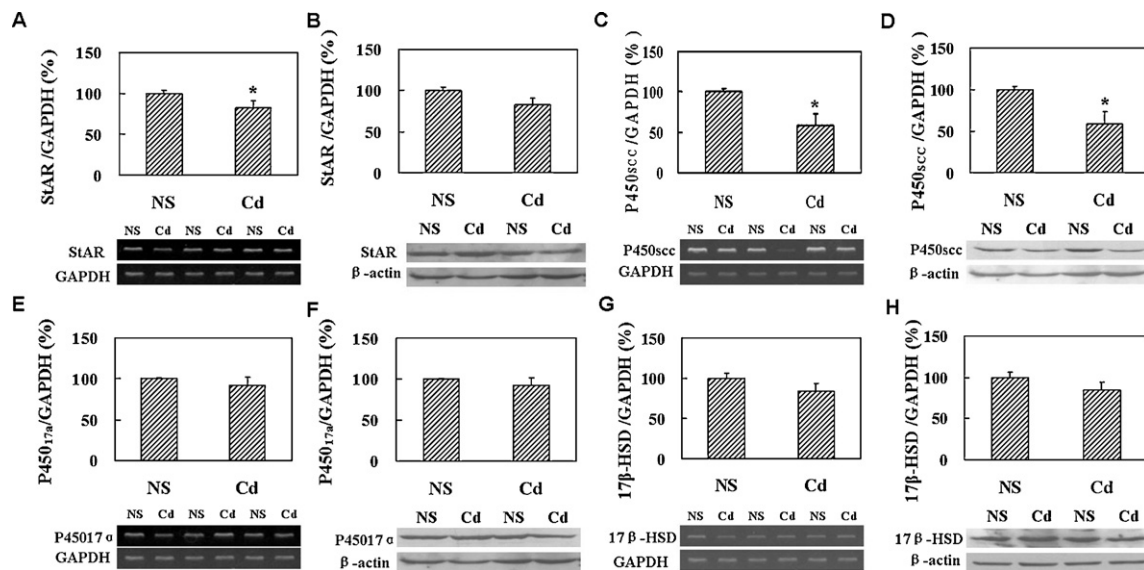 A
StAR /GAPDH (%)
150
100
50
0
*
NS Cd
NS Cd NS Cd NS Cd
StAR
GAPDH
B
StAR /GAPDH (%)
150
100
50
0
NS Cd
NS Cd NS Cd
StAR
β-actin
C
P450scc /GAPDH (%)
150
100
50
0
*
NS Cd
NS Cd NS Cd NS Cd
P450scc
GAPDH
D
P450scc /GAPDH (%)
150
100
50
0
*
NS Cd
NS Cd NS Cd
P450scc
β-actin
E
P45017a/GAPDH (%)
150
100
50
0
NS Cd
NS Cd NS Cd NS Cd
P45017α
GAPDH
F
P45017a/GAPDH (%)
150
100
50
0
NS Cd
NS Cd NS Cd
P45017α
β-actin
G
17β-HSD /GAPDH (%)
150
100
50
0
NS Cd
NS Cd NS Cd NS Cd
17β-HSD
GAPDH
H
17β-HSD /GAPDH (%)
150
100
50
0
NS Cd
NS Cd NS Cd
17β-HSD
β-actin